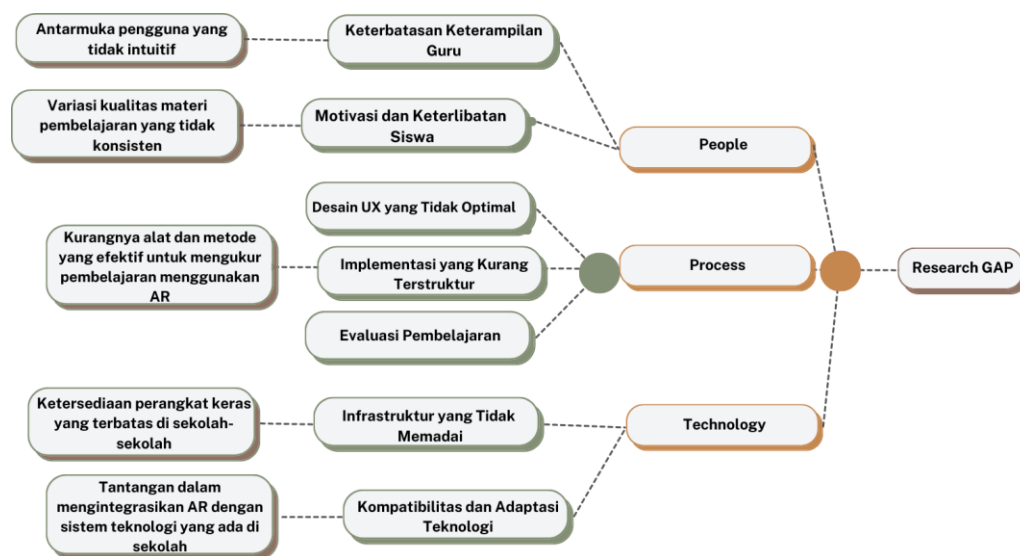 Antarmuka pengguna yang
tidak intuitif
Keterbatasan Keterampilan
Guru
Variasi kualitas materi
pembelajaran yang tidak
konsisten
Motivasi dan Keterlibatan
Siswa
People
Desain UX yang Tidak Optimal
Kurangnya alat dan metode
yang efektif untuk mengukur
pembelajaran menggunakan
AR
Implementasi yang Kurang
Terstruktur
Process
Research GAP
Evaluasi Pembelajaran
Ketersediaan perangkat keras
yang terbatas di sekolah-
sekolah
Infrastruktur yang Tidak
Memadai
Technology
Tantangan dalam
mengintegrasikan AR dengan
sistem teknologi yang ada di
sekolah
Kompatibilitas dan Adaptasi
Teknologi